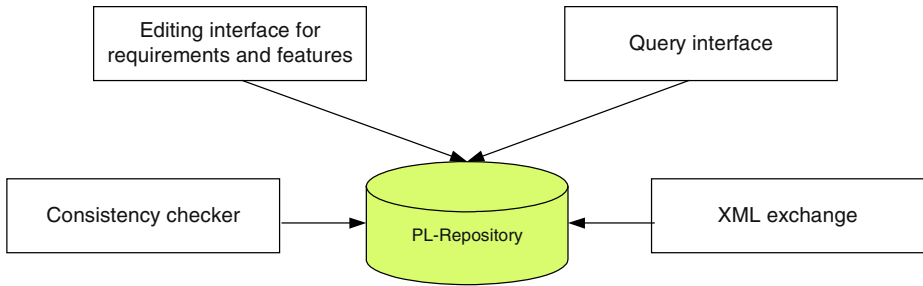 Editing interface for
requirements and features
Query interface
Consistency checker
PL-Repository
XML exchange